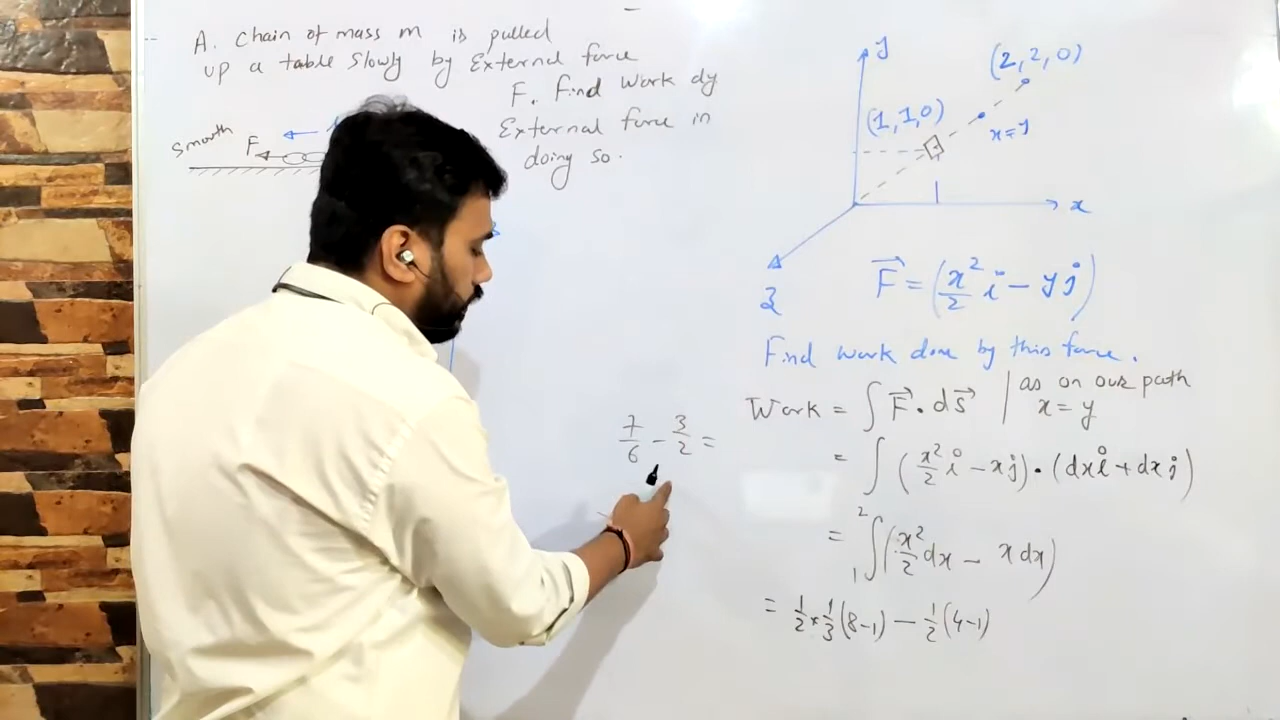 A. Chain of mass m is pulled
up a table slowly by External force
F. Find work dy
External force in
doing so.
smooth
F
y
(2,2,0)
(1,1,0)
x=y
x
z
F⃗ = (x²/2 i − y j)
Find work done by this force.
Work = ∫ F⃗ • ds⃗ | as on our path
x = y
= ∫ (x²/2 i − x j) • (dx i + dx j)
= ₁∫² (x²/2 dx − x dx)
= 1/2 * 1/3 (8−1) − 1/2 (4−1)
7/6 − 3/2 =